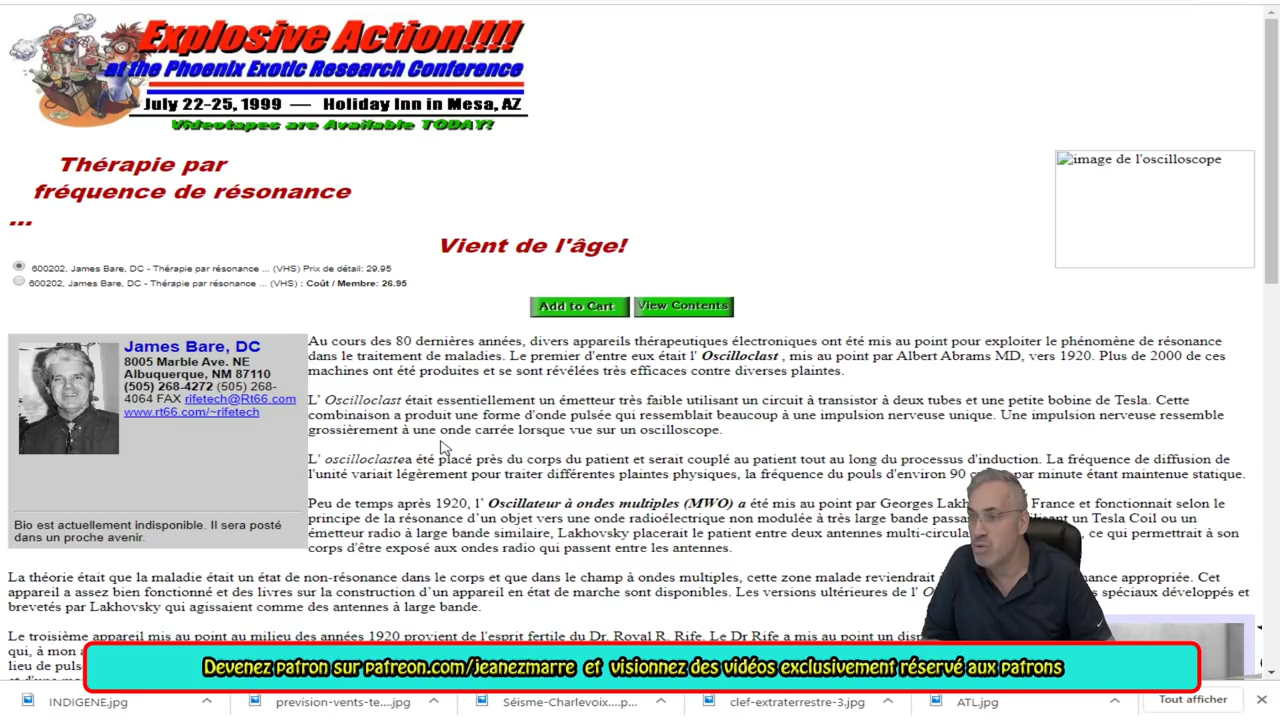 Explosive Action!!!!
at the Phoenix Exotic Research Conference
July 22-25, 1999 — Holiday Inn in Mesa, AZ
Videotapes are Available TODAY!
Thérapie par
fréquence de résonance
...
image de l'oscilloscope
Vient de l'âge!
600202, James Bare, DC - Thérapie par résonance ... (VHS) Prix de détail: 29.95
600202, James Bare, DC - Thérapie par résonance ... (VHS) : Coût / Membre: 26.95
Add to Cart View Contents
James Bare, DC
8005 Marble Ave. NE
Albuquerque, NM 87110
(505) 268-4272 (505) 268-
4064 FAX rifetech@Rt66.com
www.rt66.com/~rifetech
Bio est actuellement indisponible. Il sera posté
dans un proche avenir.
Au cours des 80 dernières années, divers appareils thérapeutiques électroniques ont été mis au point pour exploiter le phénomène de résonance
dans le traitement de maladies. Le premier d'entre eux était l' Oscilloclast , mis au point par Albert Abrams MD, vers 1920. Plus de 2000 de ces
machines ont été produites et se sont révélées très efficaces contre diverses plaintes.
L' Oscilloclast était essentiellement un émetteur très faible utilisant un circuit à transistor à deux tubes et une petite bobine de Tesla. Cette
combinaison a produit une forme d'onde pulsée qui ressemblait beaucoup à une impulsion nerveuse unique. Une impulsion nerveuse ressemble
grossièrement à une onde carrée lorsque vue sur un oscilloscope.
L' oscilloclastea été placé près du corps du patient et serait couplé au patient tout au long du processus d'induction. La fréquence de diffusion de
l'unité variait légèrement pour traiter différentes plaintes physiques, la fréquence du pouls d'environ 90 par minute étant maintenue statique.
Peu de temps après 1920, l' Oscillateur à ondes multiples (MWO) a été mis au point par Georges France et fonctionnait selon le
principe de la résonance d'un objet vers une onde radioélectrique non modulée à très large bande un Tesla Coil ou un
émetteur radio à large bande similaire, Lakhovsky placerait le patient entre deux antennes , ce qui permettrait à son
corps d'être exposé aux ondes radio qui passent entre les antennes.
La théorie était que la maladie était un état de non-résonance dans le corps et que dans le champ à ondes multiples, cette zone malade reviendrait appropriée. Cet
appareil a assez bien fonctionné et des livres sur la construction d'un appareil en état de marche sont disponibles. Les versions ultérieures de l' spéciaux développés et
brevetés par Lakhovsky qui agissaient comme des antennes à large bande.
Le troisième appareil mis au point au milieu des années 1920 provient de l'esprit fertile du Dr. Royal R. Rife. Le Dr Rife a mis au point un
qui, à mon
lieu de
Devenez patron sur patreon.com/jeanezmarre et visionnez des vidéos exclusivement réservé aux patrons
INDIGENE.jpg prevision-vents-te....jpg Séisme-Charlevoix....p... clef-extraterrestre-3.jpg ATL.jpg Tout afficher